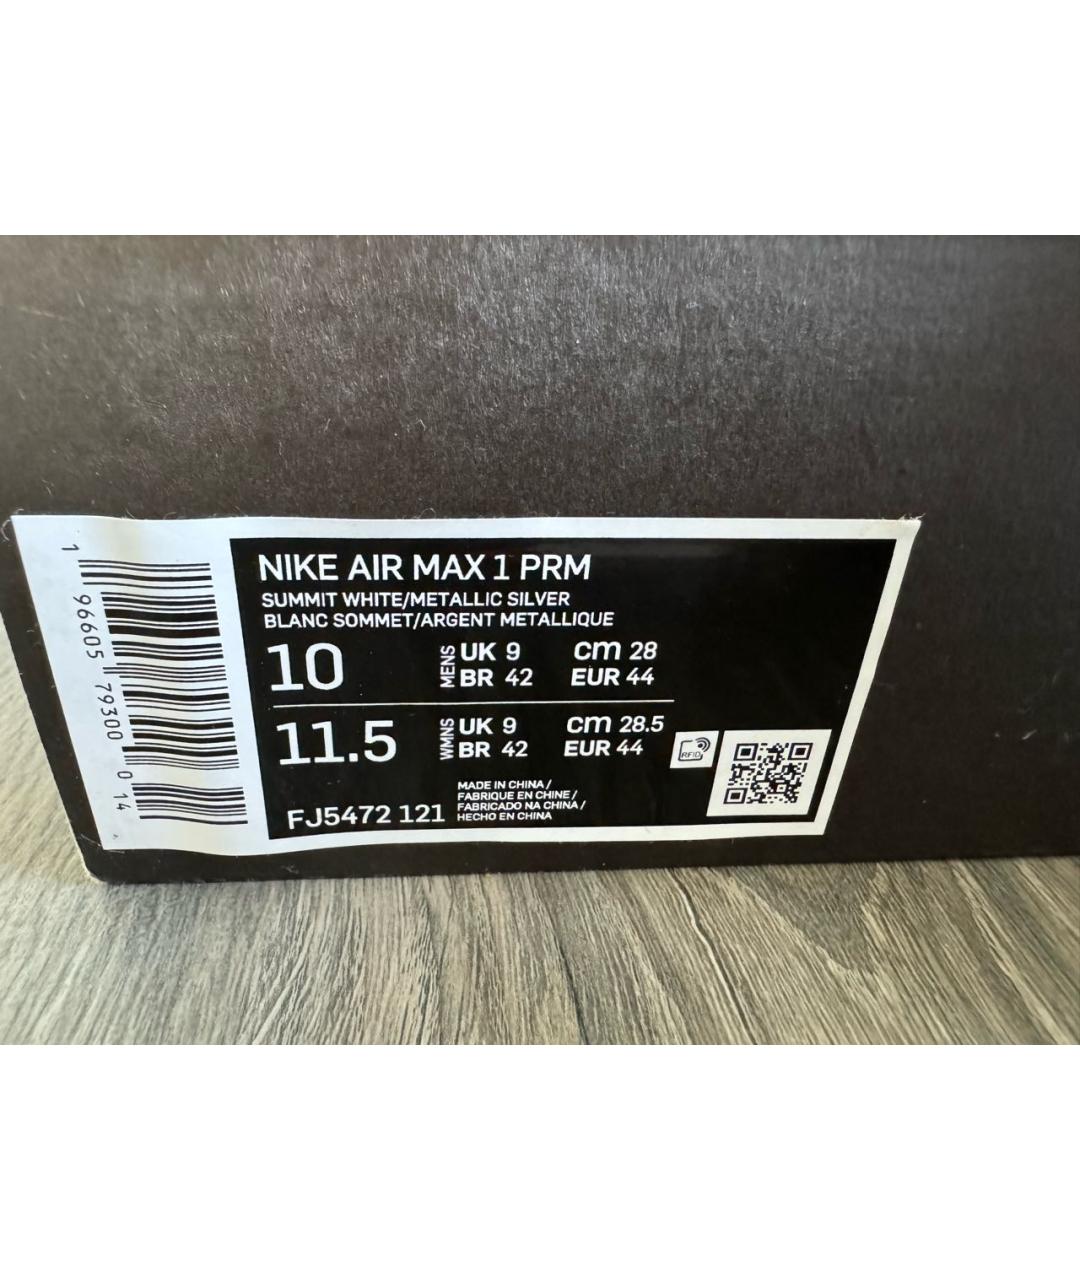 NIKE AIR MAX 1 PRM
SUMMIT WHITE/METALLIC SILVER
BLANC SOMMET/ARGENT METALLIQUE
10 MENS UK 9 cm 28
BR 42 EUR 44
11.5 WMNS UK 9 cm 28.5
BR 42 EUR 44
RFID
MADE IN CHINA /
FABRIQUE EN CHINE /
FABRICADO NA CHINA /
HECHO EN CHINA
FJ5472 121
1 96605 79300 0 14